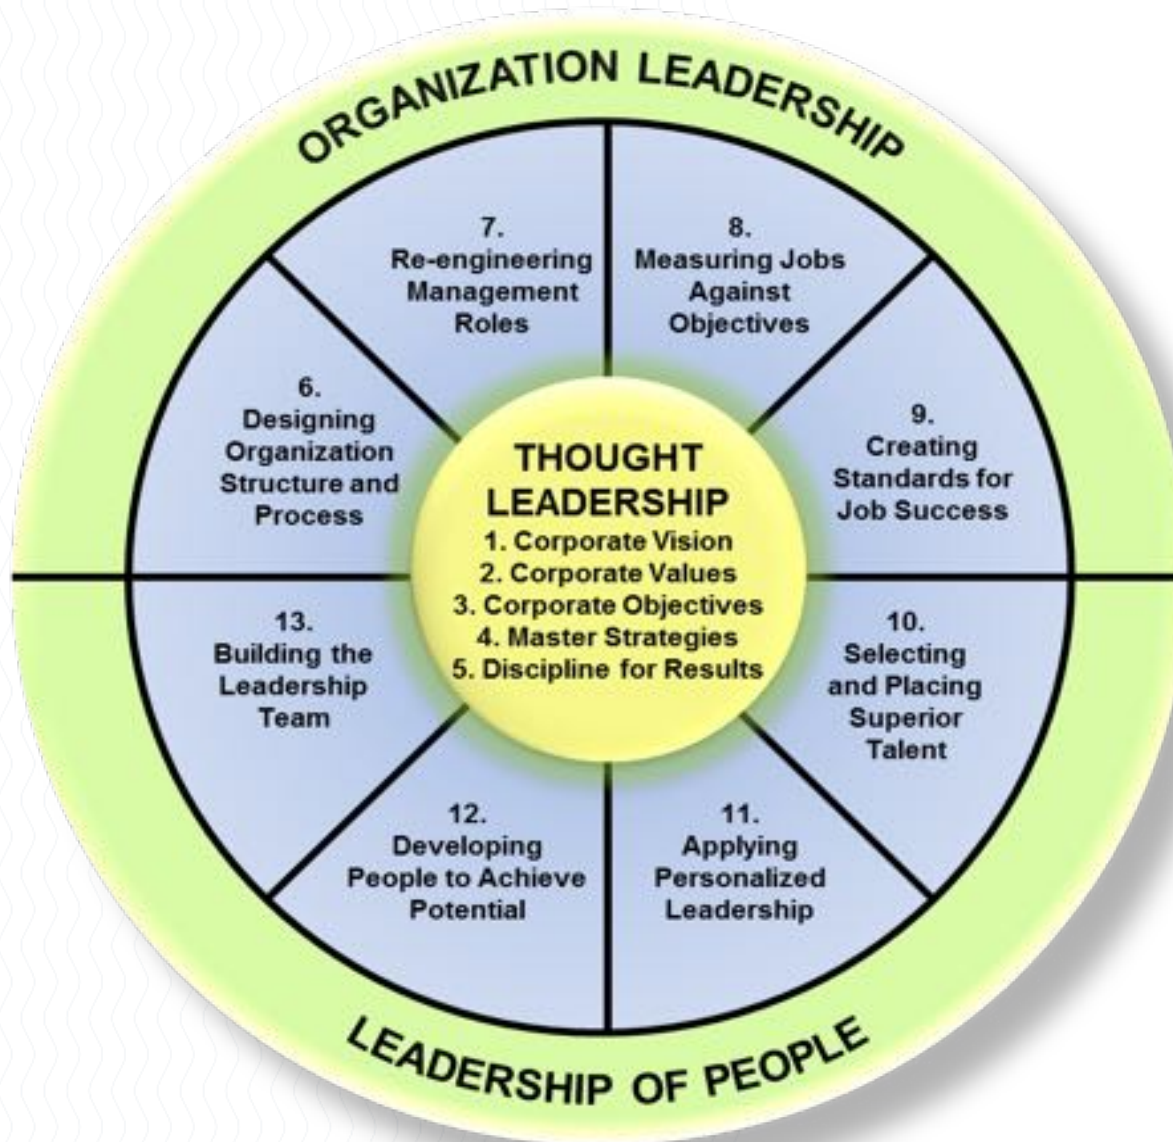 ORGANIZATION LEADERSHIP
7.
Re-engineering
Management
Roles
8.
Measuring Jobs
Against
Objectives
6.
Designing
Organization
Structure and
Process
9.
Creating
Standards for
Job Success
THOUGHT
LEADERSHIP
1. Corporate Vision
2. Corporate Values
3. Corporate Objectives
4. Master Strategies
5. Discipline for Results
13.
Building the
Leadership
Team
10.
Selecting
and Placing
Superior
Talent
12.
Developing
People to Achieve
Potential
11.
Applying
Personalized
Leadership
LEADERSHIP OF PEOPLE